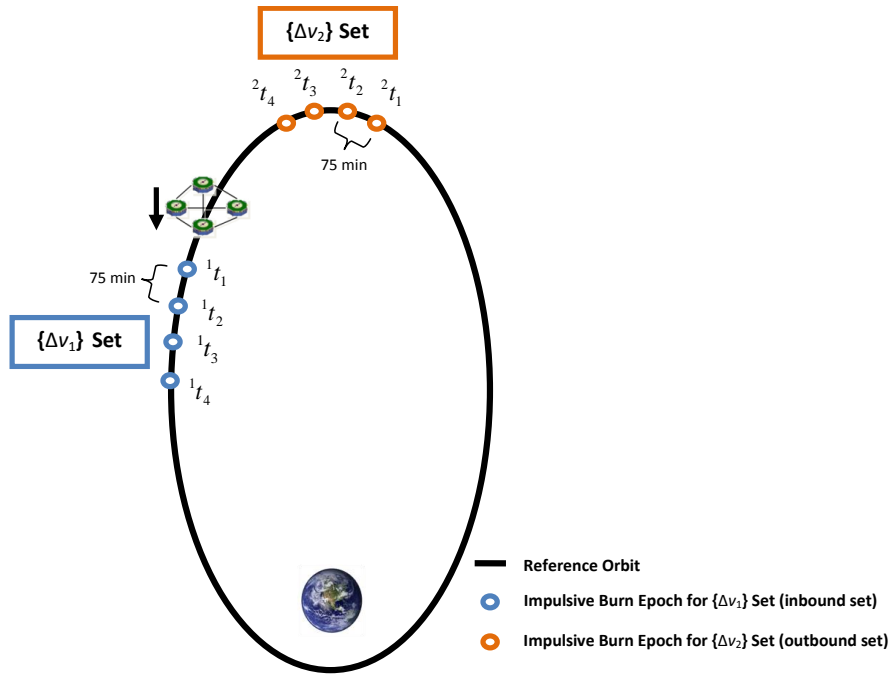 {Δv₂} Set
²t₄
²t₃
²t₂
²t₁
75 min
75 min
¹t₁
¹t₂
{Δv₁} Set
¹t₃
¹t₄
Reference Orbit
Impulsive Burn Epoch for {Δv₁} Set (inbound set)
Impulsive Burn Epoch for {Δv₂} Set (outbound set)